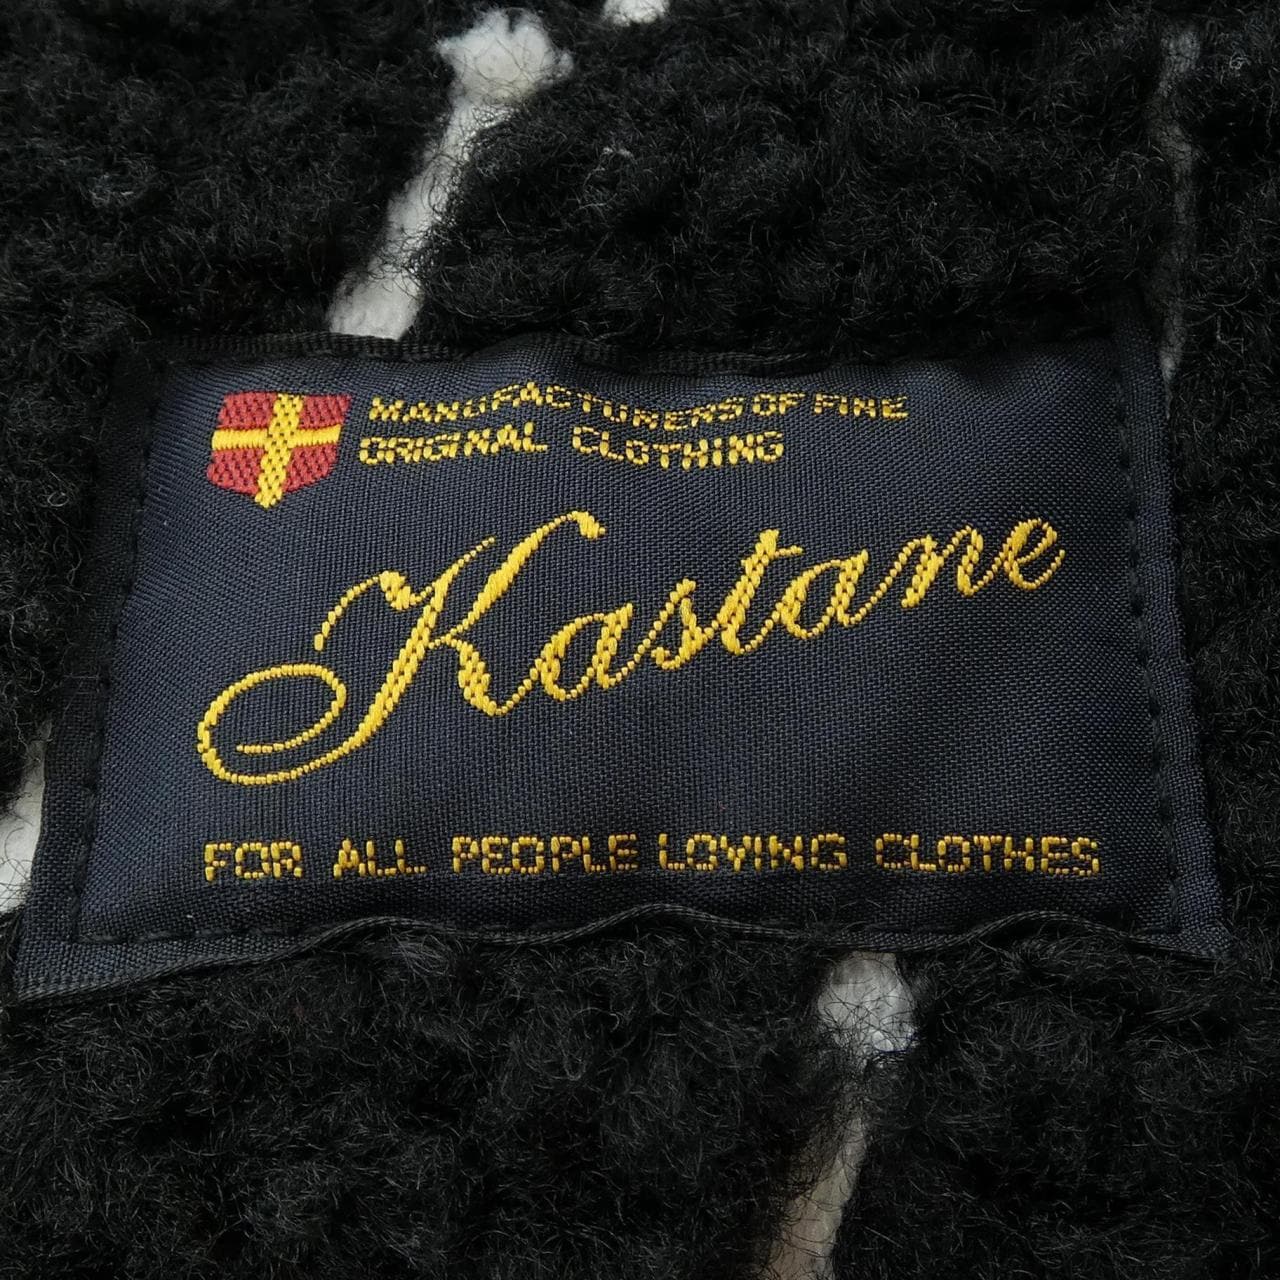 MANUFACTURERS OF FINE
ORIGINAL CLOTHING
Kastane
FOR ALL PEOPLE LOVING CLOTHES